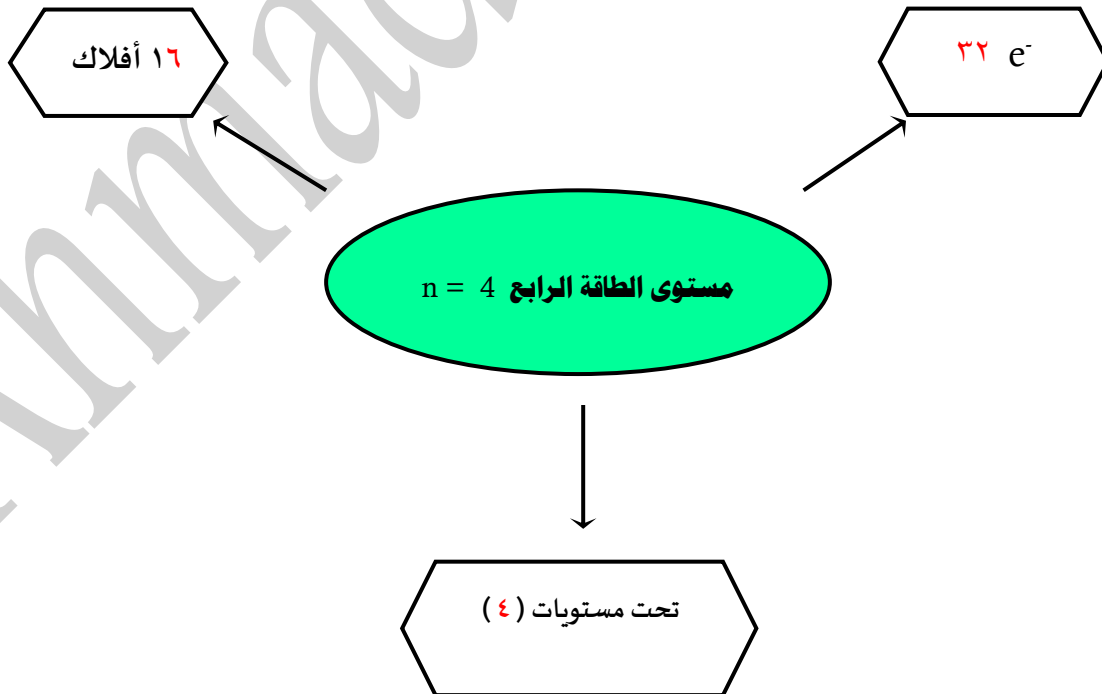 ١٦ أفلاك
٣٢ e⁻
مستوى الطاقة الرابع n = 4
تحت مستويات (٤)